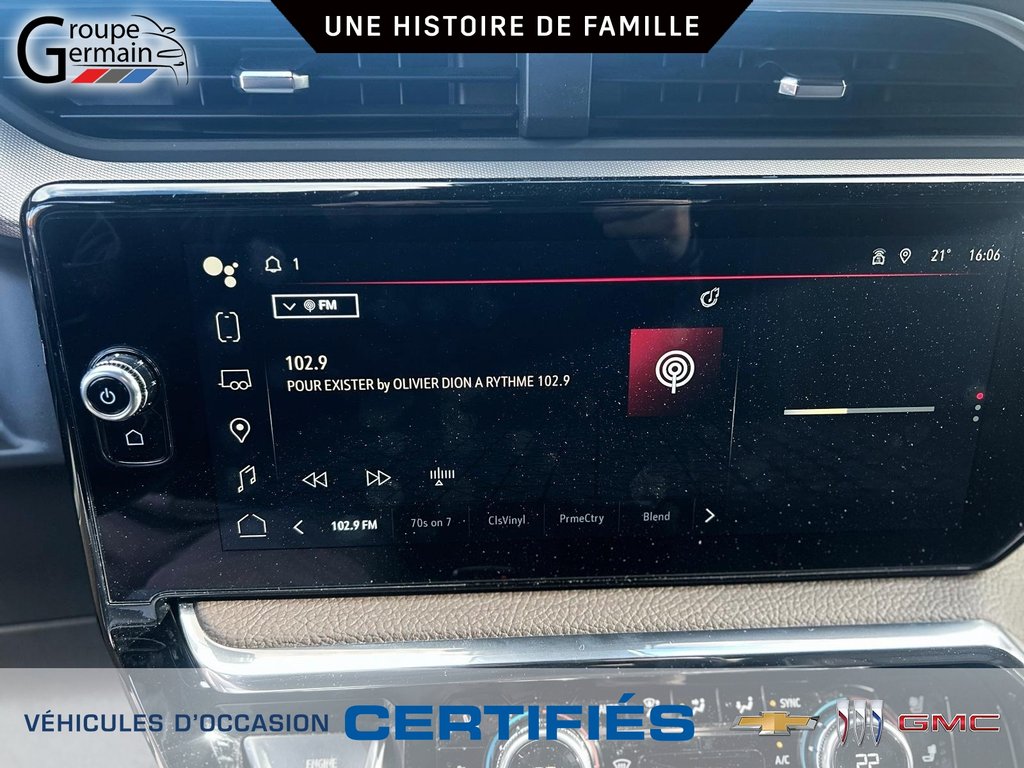 UNE HISTOIRE DE FAMILLE
Groupe
Germain
1
21° 16:06
FM
102.9
POUR EXISTER by OLIVIER DION A RYTHME 102.9
102.9 FM 70s on 7 ClsVinyl PrmeCtry Blend
SYNC
VÉHICULES D'OCCASION CERTIFIÉS GMC
A/C
ENGINE
22